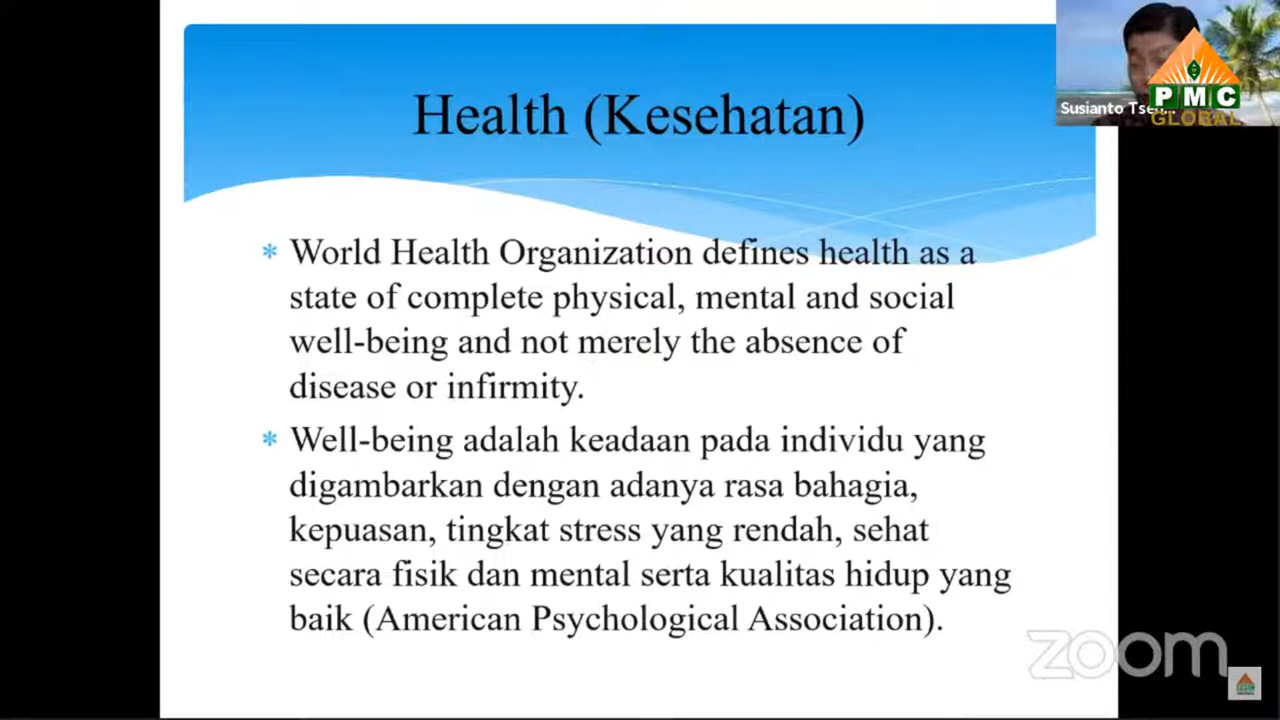 Health (Kesehatan)
Susianto
PMC
GLOBAL
* World Health Organization defines health as a
state of complete physical, mental and social
well-being and not merely the absence of
disease or infirmity.
* Well-being adalah keadaan pada individu yang
digambarkan dengan adanya rasa bahagia,
kepuasan, tingkat stress yang rendah, sehat
secara fisik dan mental serta kualitas hidup yang
baik (American Psychological Association).
zoom